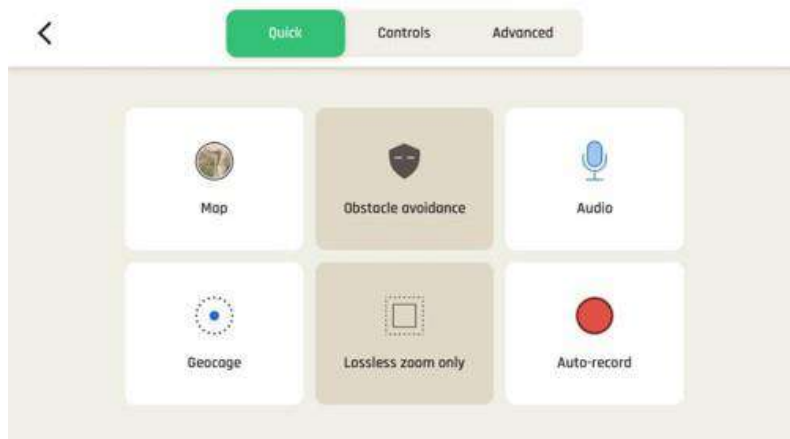 Quick Controls Advanced
Map Obstacle avoidance Audio
Geocage Lossless zoom only Auto-record